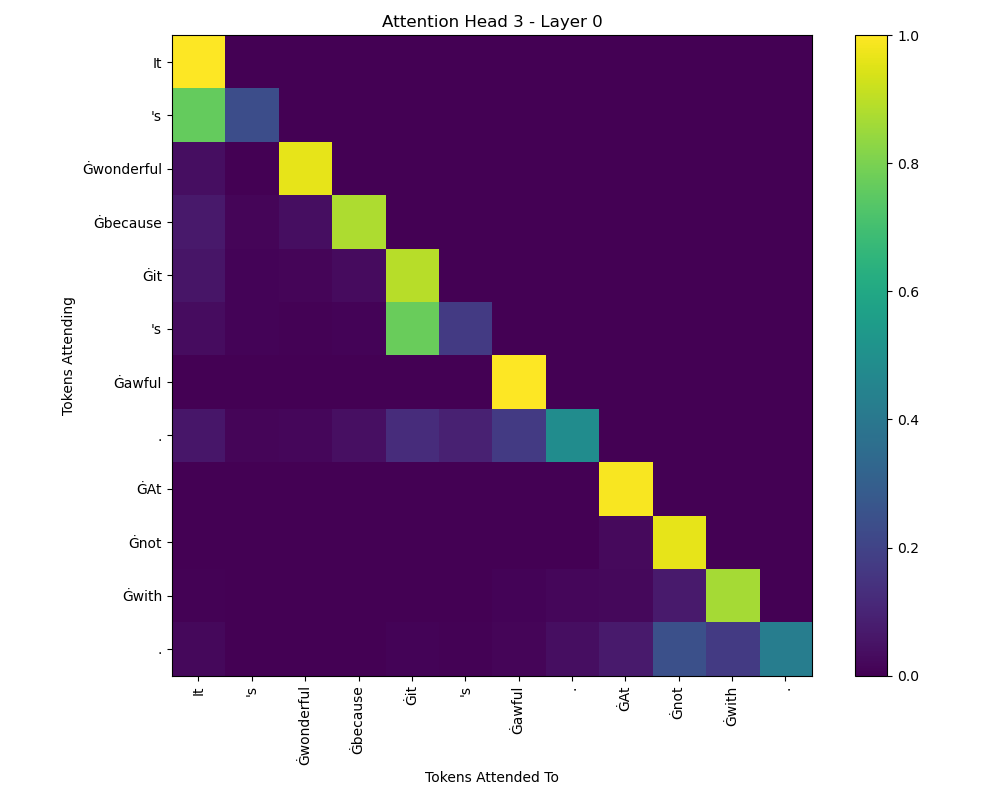 Attention Head 3 - Layer 0
It
's
Ġwonderful
Ġbecause
Ġit
's
Ġawful
.
ĠAt
Ġnot
Ġwith
.
Tokens Attending
It
's
Ġwonderful
Ġbecause
Ġit
's
Ġawful
.
ĠAt
Ġnot
Ġwith
.
Tokens Attended To
1.0
0.8
0.6
0.4
0.2
0.0